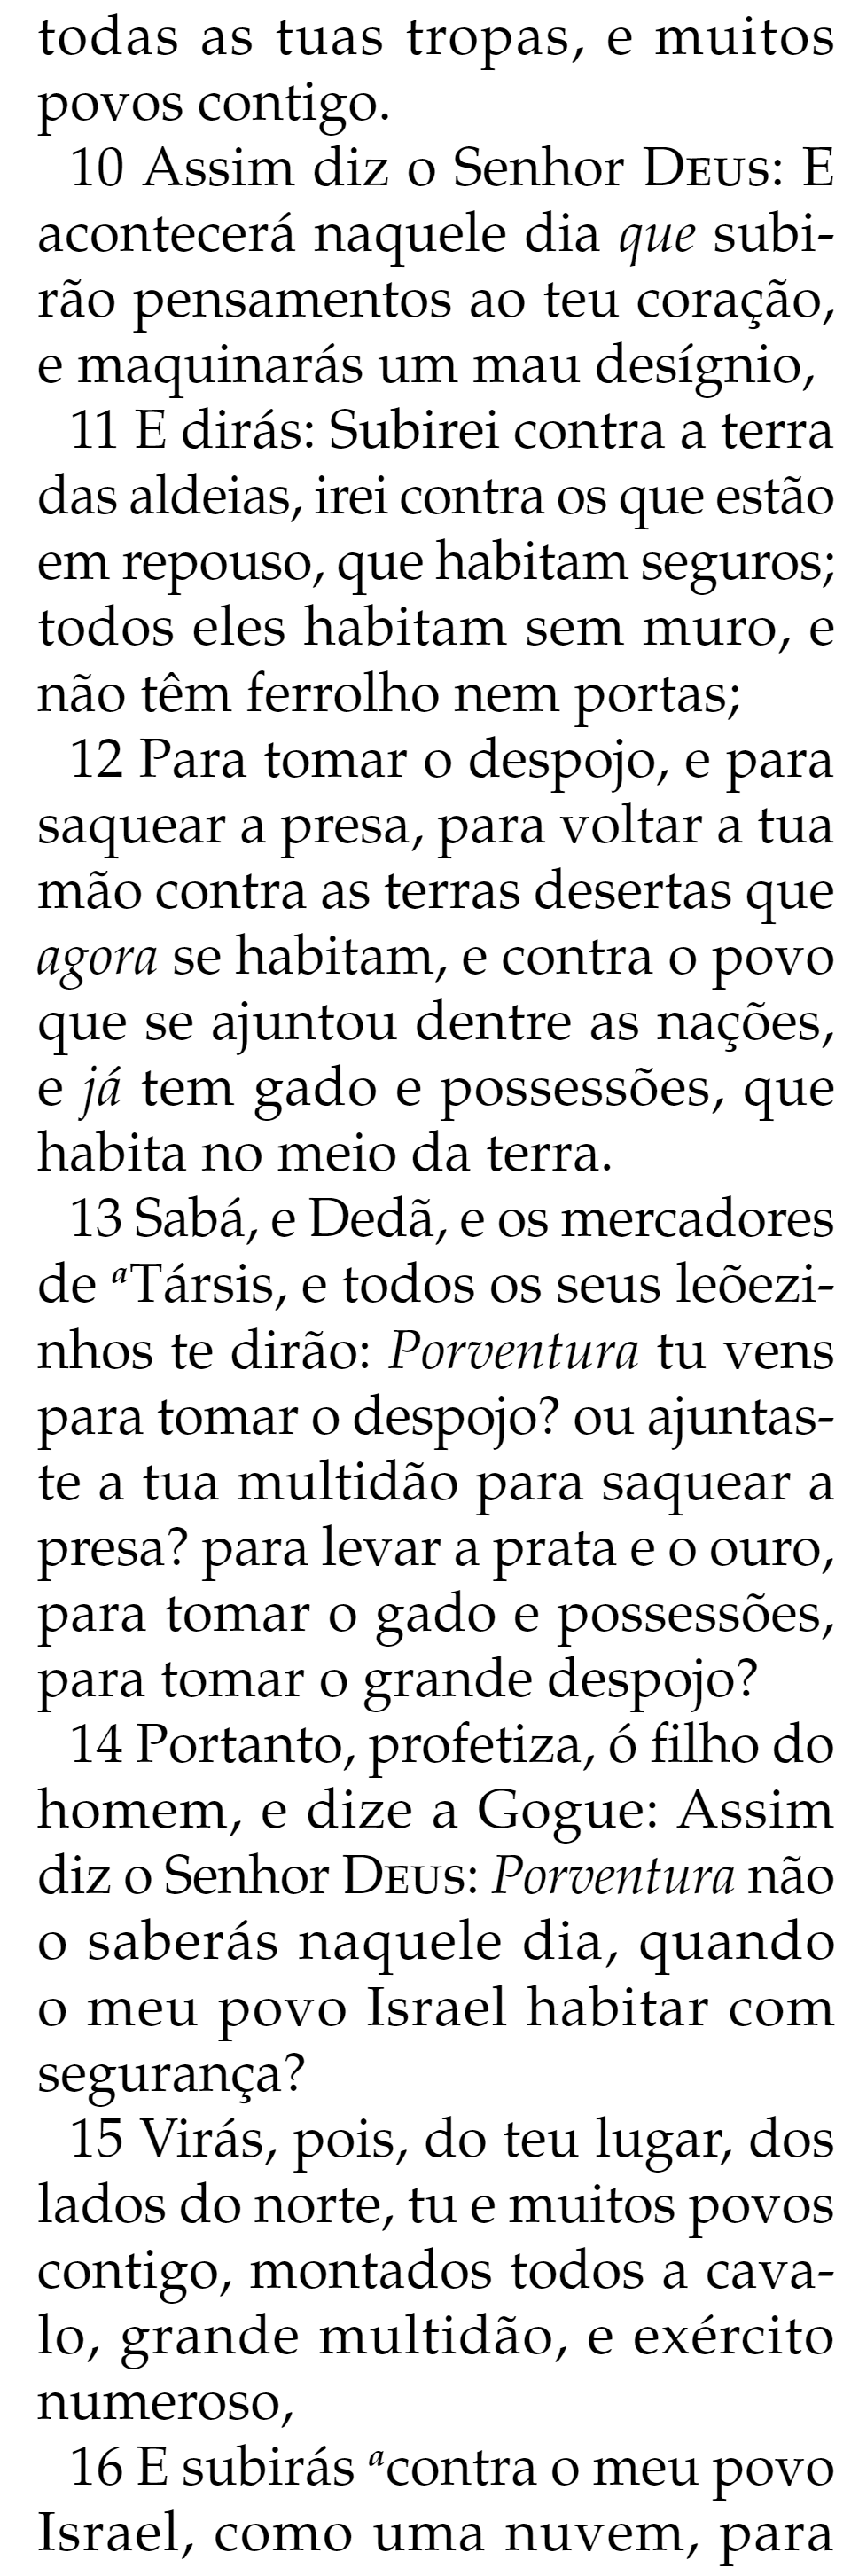 todas as tuas tropas, e muitos
povos contigo.
10 Assim diz o Senhor DEUS: E
acontecerá naquele dia que subi-
rão pensamentos ao teu coração,
e maquinarás um mau desígnio,
11 E dirás: Subirei contra a terra
das aldeias, irei contra os que estão
em repouso, que habitam seguros;
todos eles habitam sem muro, e
não têm ferrolho nem portas;
12 Para tomar o despojo, e para
saquear a presa, para voltar a tua
mão contra as terras desertas que
agora se habitam, e contra o povo
que se ajuntou dentre as nações,
e já tem gado e possessões, que
habita no meio da terra.
13 Sabá, e Dedã, e os mercadores
de aTársis, e todos os seus leõezi-
nhos te dirão: Porventura tu vens
para tomar o despojo? ou ajuntas-
te a tua multidão para saquear a
presa? para levar a prata e o ouro,
para tomar o gado e possessões,
para tomar o grande despojo?
14 Portanto, profetiza, ó filho do
homem, e dize a Gogue: Assim
diz o Senhor DEUS: Porventura não
o saberás naquele dia, quando
o meu povo Israel habitar com
segurança?
15 Virás, pois, do teu lugar, dos
lados do norte, tu e muitos povos
contigo, montados todos a cava-
lo, grande multidão, e exército
numeroso,
16 E subirás acontra o meu povo
Israel, como uma nuvem, para